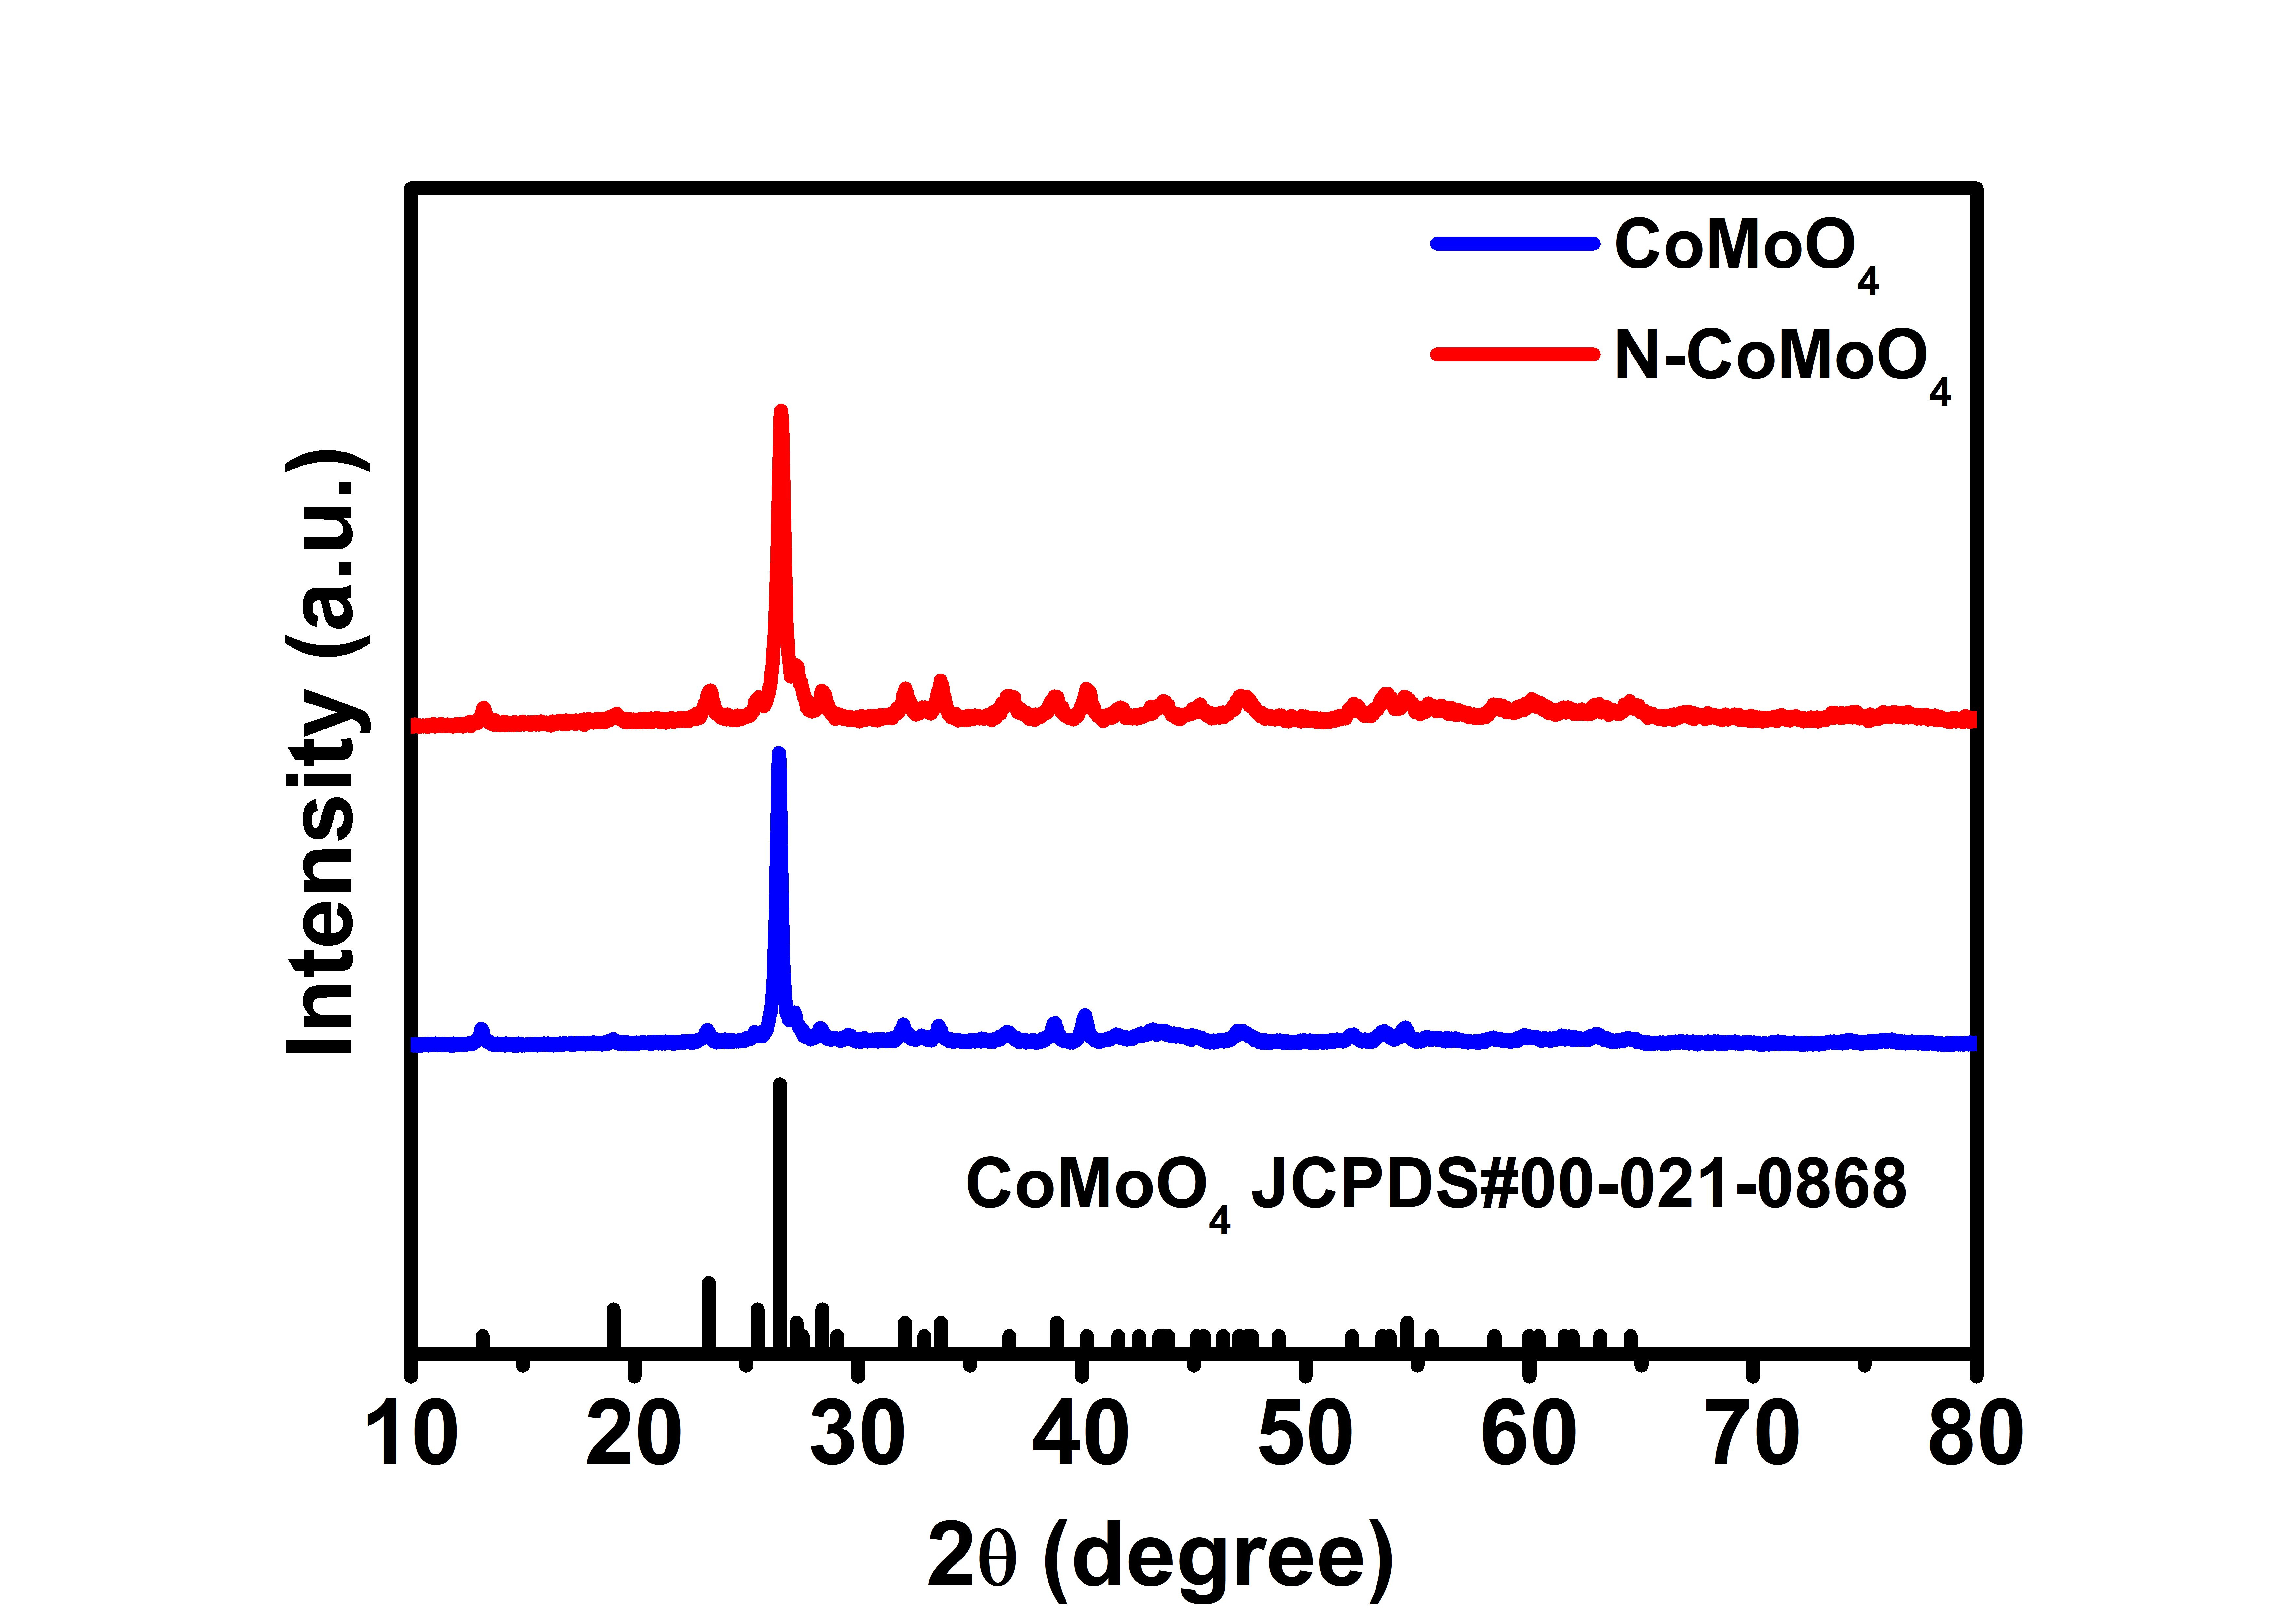 CoMoO₄
N-CoMoO₄
Intensity (a.u.)
CoMoO₄ JCPDS#00-021-0868
10 20 30 40 50 60 70 80
2θ (degree)